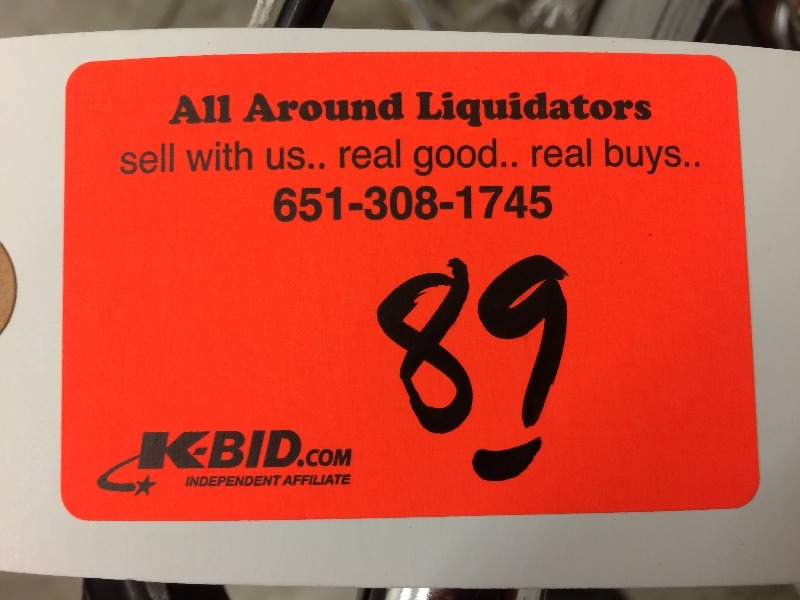 All Around Liquidators
sell with us.. real good.. real buys..
651-308-1745
89
K-BID.COM
INDEPENDENT AFFILIATE